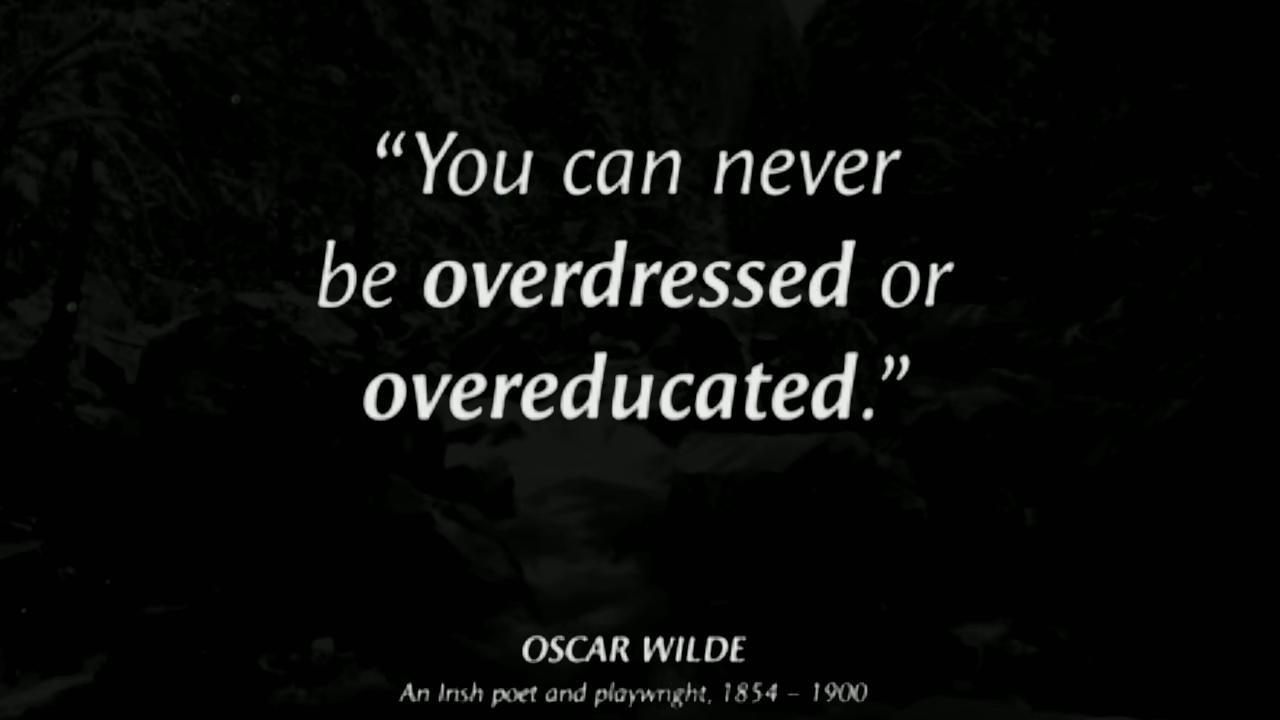 “You can never
be overdressed or
overeducated.”
OSCAR WILDE
An Irish poet and playwright, 1854 – 1900